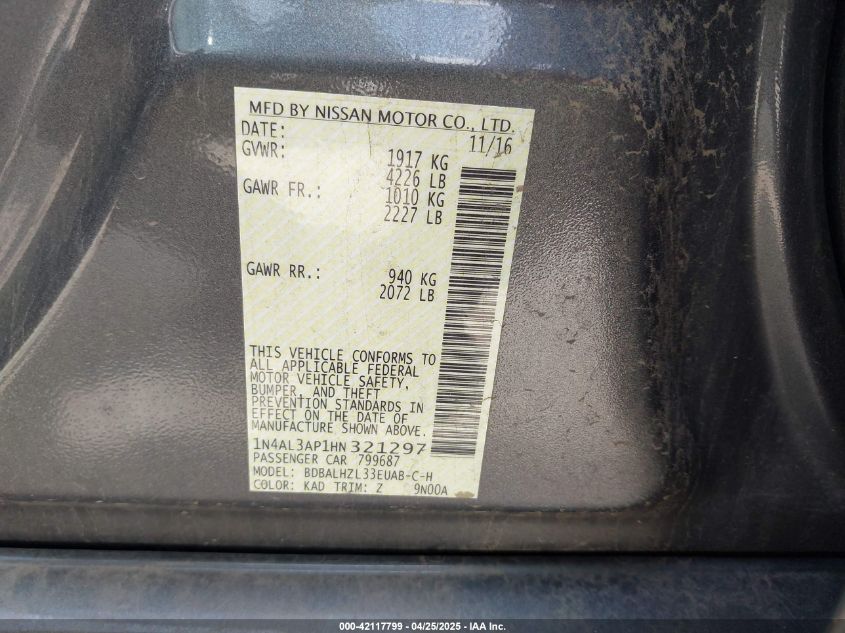 MFD BY NISSAN MOTOR CO., LTD.
DATE: 11/16
GVWR: 1917 KG
4226 LB
GAWR FR.: 1010 KG
2227 LB
GAWR RR.: 940 KG
2072 LB
THIS VEHICLE CONFORMS TO
ALL APPLICABLE FEDERAL
MOTOR VEHICLE SAFETY,
BUMPER, AND THEFT
PREVENTION STANDARDS IN
EFFECT ON THE DATE OF
MANUFACTURE SHOWN ABOVE.
1N4AL3AP1HN321297
PASSENGER CAR 799687
MODEL: BDBALHZL33EUAB-C-H
COLOR: KAD TRIM: Z 9N00A
000-42117799 - 04/25/2025 - IAA Inc.